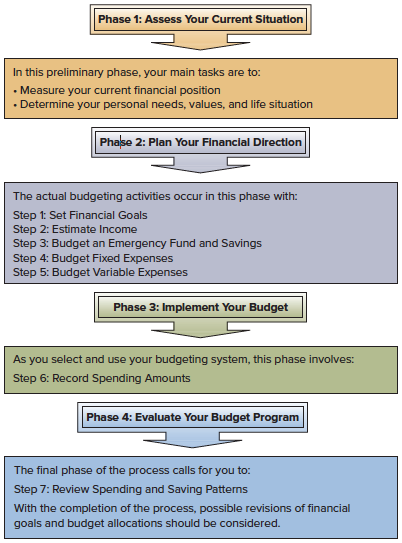 Phase 1: Assess Your Current Situation
In this preliminary phase, your main tasks are to:
• Measure your current financial position
• Determine your personal needs, values, and life situation
Phase 2: Plan Your Financial Direction
The actual budgeting activities occur in this phase with:
Step 1: Set Financial Goals
Step 2: Estimate Income
Step 3: Budget an Emergency Fund and Savings
Step 4: Budget Fixed Expenses
Step 5: Budget Variable Expenses
Phase 3: Implement Your Budget
As you select and use your budgeting system, this phase involves:
Step 6: Record Spending Amounts
Phase 4: Evaluate Your Budget Program
The final phase of the process calls for you to:
Step 7: Review Spending and Saving Patterns
With the completion of the process, possible revisions of financial
goals and budget allocations should be considered.